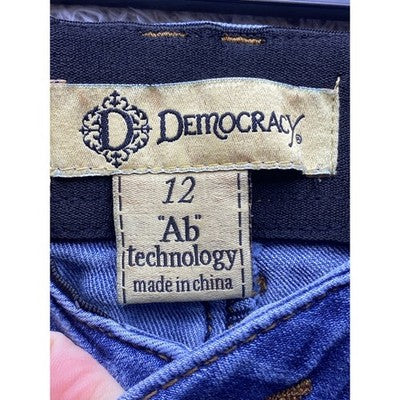 D DEMOCRACY®
12
"Ab"
technology
made in china